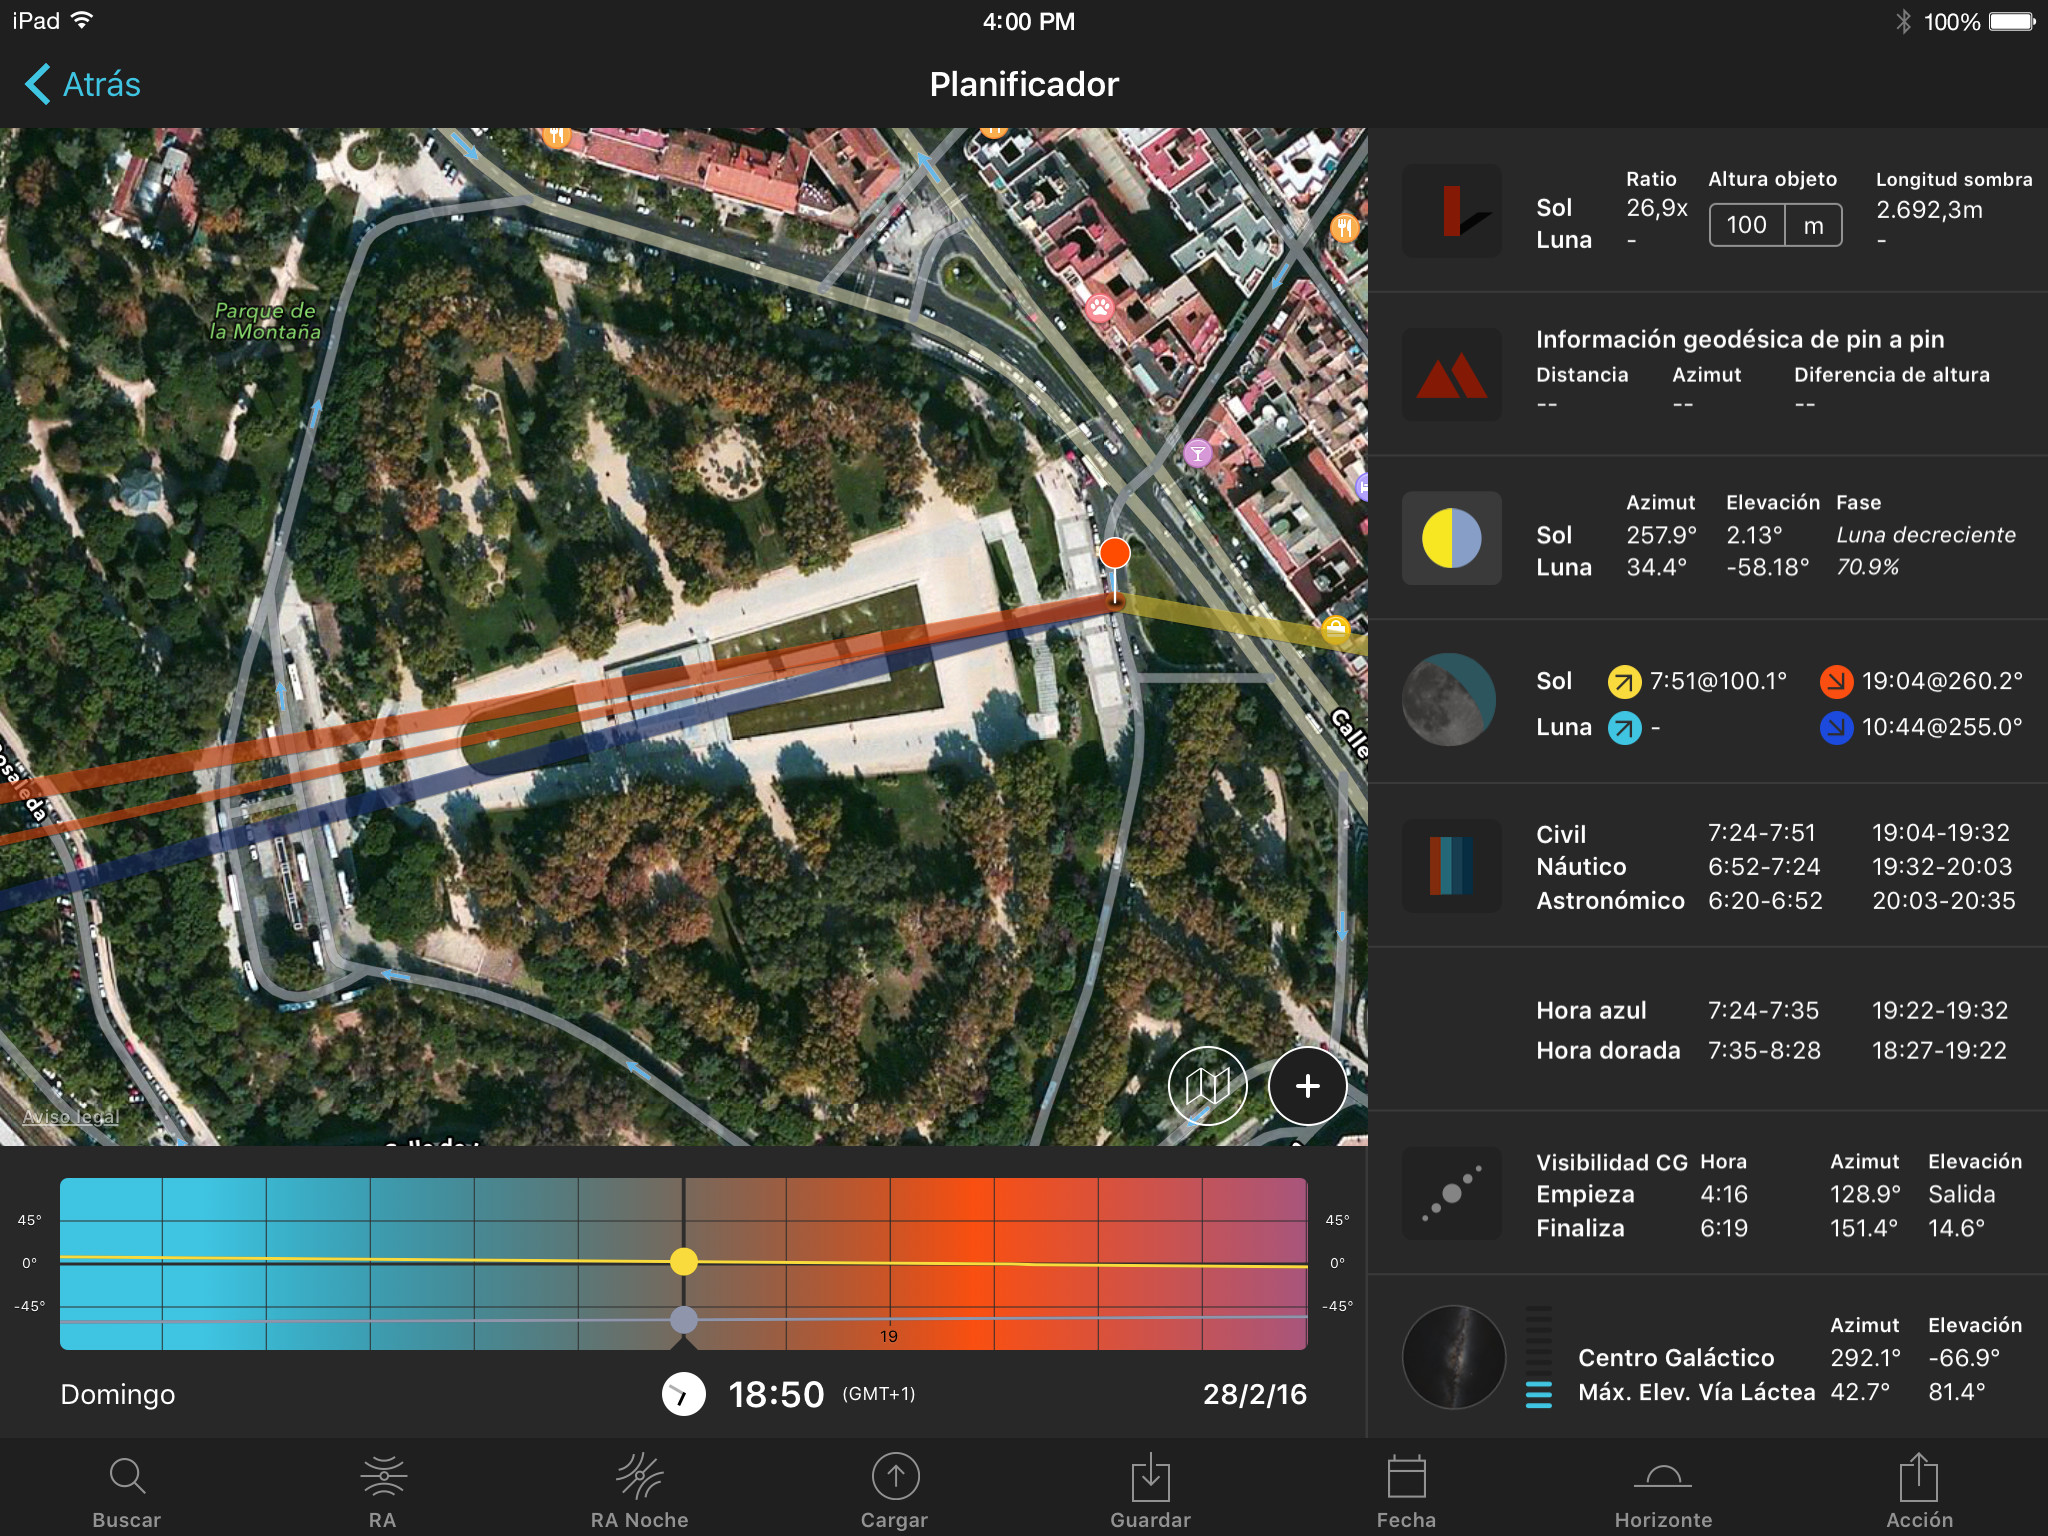 iPad
4:00 PM
100%
Atrás
Planificador
Parque de
la Montaña
Calle
Aviso legal
Ratio
Altura objeto
Longitud sombra
Sol
26,9x
100
m
2.692,3m
Luna
-
-
Información geodésica de pin a pin
Distancia
Azimut
Diferencia de altura
--
--
--
Azimut
Elevación
Fase
Sol
257.9°
2.13°
Luna decreciente
Luna
34.4°
-58.18°
70.9%
Sol
7:51@100.1°
19:04@260.2°
Luna
-
10:44@255.0°
Civil
7:24-7:51
19:04-19:32
Náutico
6:52-7:24
19:32-20:03
Astronómico
6:20-6:52
20:03-20:35
Hora azul
7:24-7:35
19:22-19:32
Hora dorada
7:35-8:28
18:27-19:22
Visibilidad CG
Hora
Azimut
Elevación
Empieza
4:16
128.9°
Salida
Finaliza
6:19
151.4°
14.6°
Azimut
Elevación
Centro Galáctico
292.1°
-66.9°
Máx. Elev. Vía Láctea
42.7°
81.4°
45°
45°
0°
0°
-45°
-45°
19
Domingo
18:50
(GMT+1)
28/2/16
Buscar
RA
RA Noche
Cargar
Guardar
Fecha
Horizonte
Acción